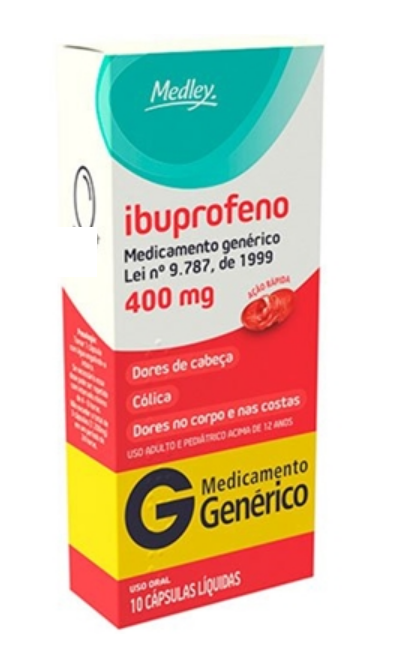 Medley.
ibuprofeno
Medicamento genérico
Lei nº 9.787, de 1999
400 mg
AÇÃO RÁPIDA
Dores de cabeça
Cólica
Dores no corpo e nas costas
USO ADULTO E PEDIÁTRICO ACIMA DE 12 ANOS
G Medicamento
Genérico
USO ORAL
10 CÁPSULAS LÍQUIDAS